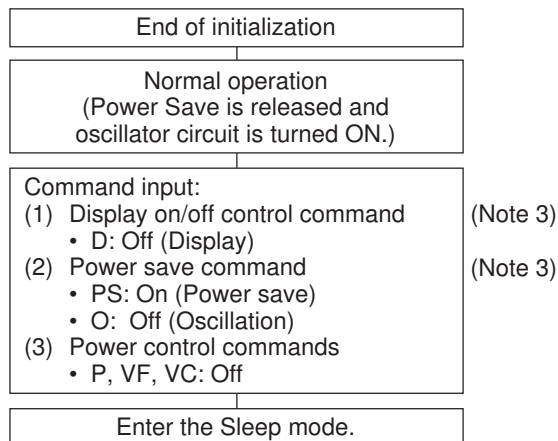 End of initialization
Normal operation
(Power Save is released and
oscillator circuit is turned ON.)
Command input:
(1) Display on/off control command (Note 3)
• D: Off (Display)
(2) Power save command (Note 3)
• PS: On (Power save)
• O: Off (Oscillation)
(3) Power control commands
• P, VF, VC: Off
Enter the Sleep mode.